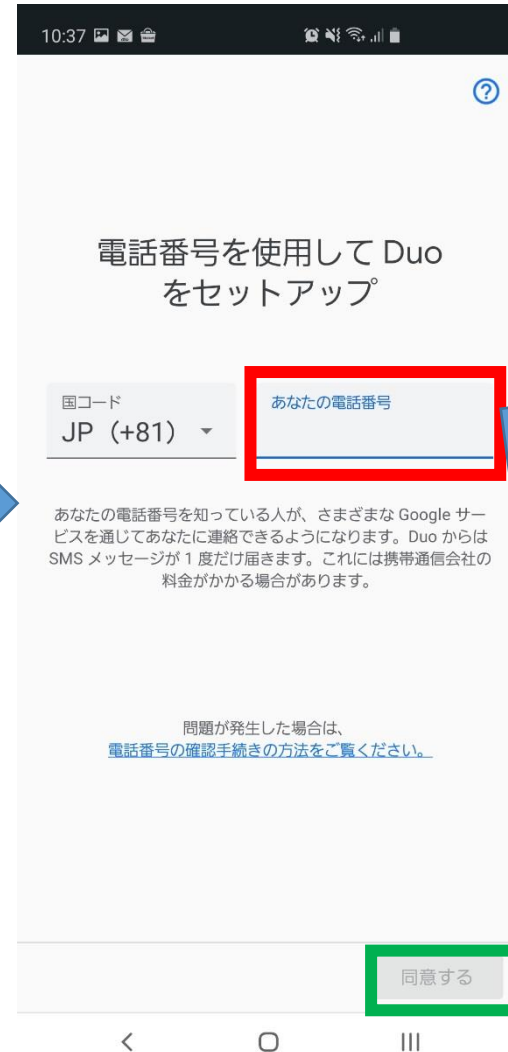 10:37
?
電話番号を使用して Duo
をセットアップ
国コード
JP (+81)
あなたの電話番号
あなたの電話番号を知っている人が、さまざまな Google サー
ビスを通じてあなたに連絡できるようになります。Duo からは
SMS メッセージが 1 度だけ届きます。これには携帯通信会社の
料金がかかる場合があります。
問題が発生した場合は、
電話番号の確認手続きの方法をご覧ください。
同意する